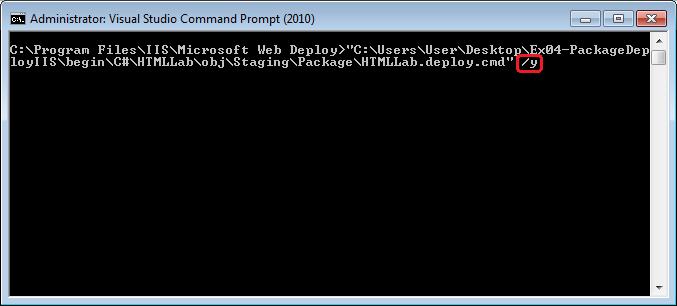 Administrator: Visual Studio Command Prompt (2010)
C:\Program Files\IIS\Microsoft Web Deploy>"C:\Users\User\Desktop\Ex04-PackageDep
loyIIS\begin\C#\HTMLLab\obj\Staging\Package\HTMLLab.deploy.cmd" /y